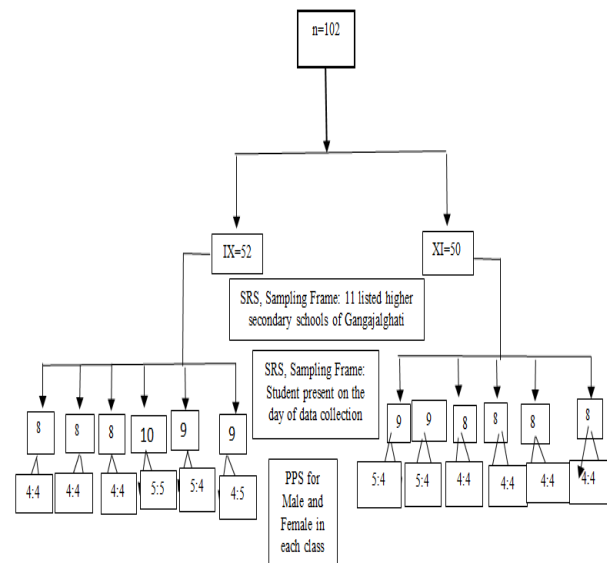 n=102
IX=52
XI=50
SRS, Sampling Frame: 11 listed higher
secondary schools of Gangajalghati
SRS, Sampling Frame:
Student present on the
day of data collection
8 8 8 10 9 9
9 9 8 8 8 8
4:4 4:4 4:4 5:5 5:4 4:5
5:4 5:4 4:4 4:4 4:4 4:4
PPS for
Male and
Female in
each class